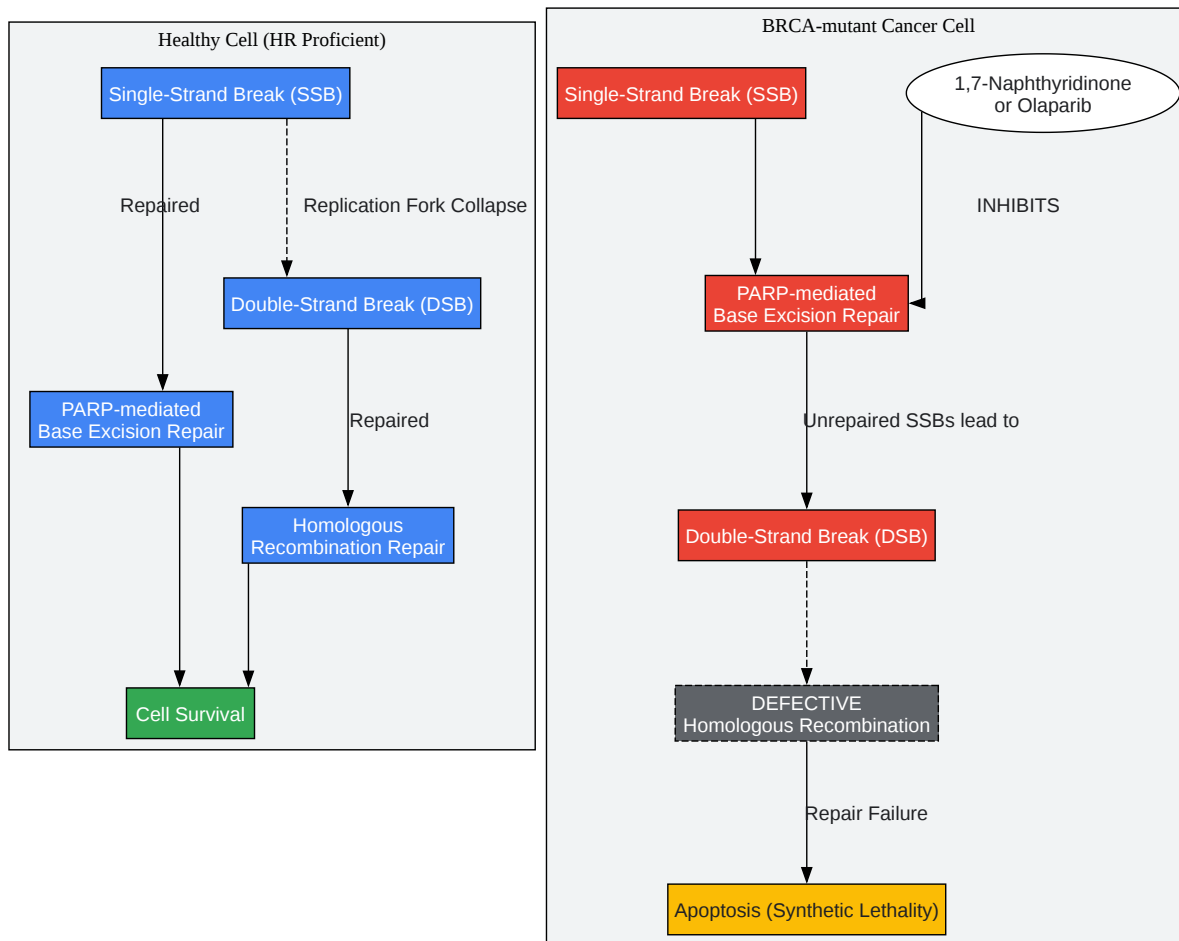 Healthy Cell (HR Proficient)
Single-Strand Break (SSB)
Repaired
Replication Fork Collapse
Double-Strand Break (DSB)
PARP-mediated
Base Excision Repair
Repaired
Homologous
Recombination Repair
Cell Survival
BRCA-mutant Cancer Cell
Single-Strand Break (SSB)
1,7-Naphthyridinone
or Olaparib
INHIBITS
PARP-mediated
Base Excision Repair
Unrepaired SSBs lead to
Double-Strand Break (DSB)
DEFECTIVE
Homologous Recombination
Repair Failure
Apoptosis (Synthetic Lethality)